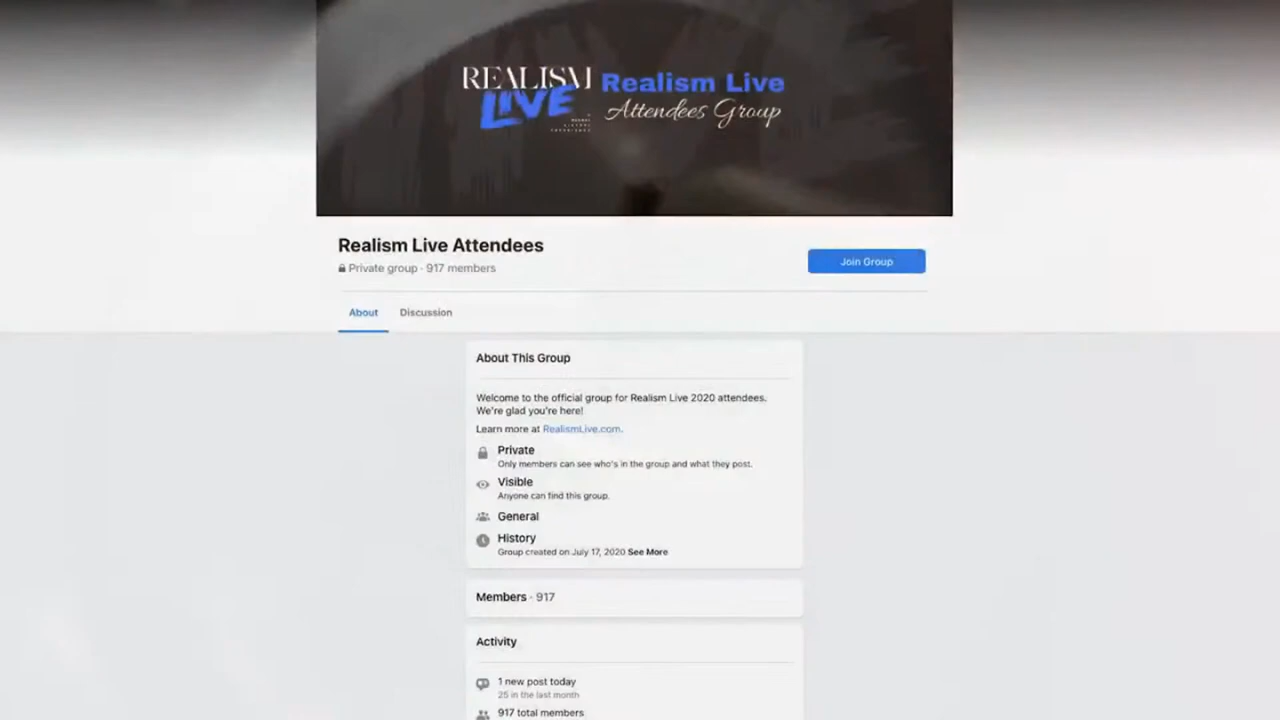 REALISM
LIVE
Realism Live
Attendees Group
Realism Live Attendees
Private group · 917 members
Join Group
About
Discussion
About This Group
Welcome to the official group for Realism Live 2020 attendees.
We're glad you're here!
Learn more at RealismLive.com.
Private
Only members can see who's in the group and what they post.
Visible
Anyone can find this group.
General
History
Group created on July 17, 2020 See More
Members · 917
Activity
1 new post today
25 in the last month
917 total members